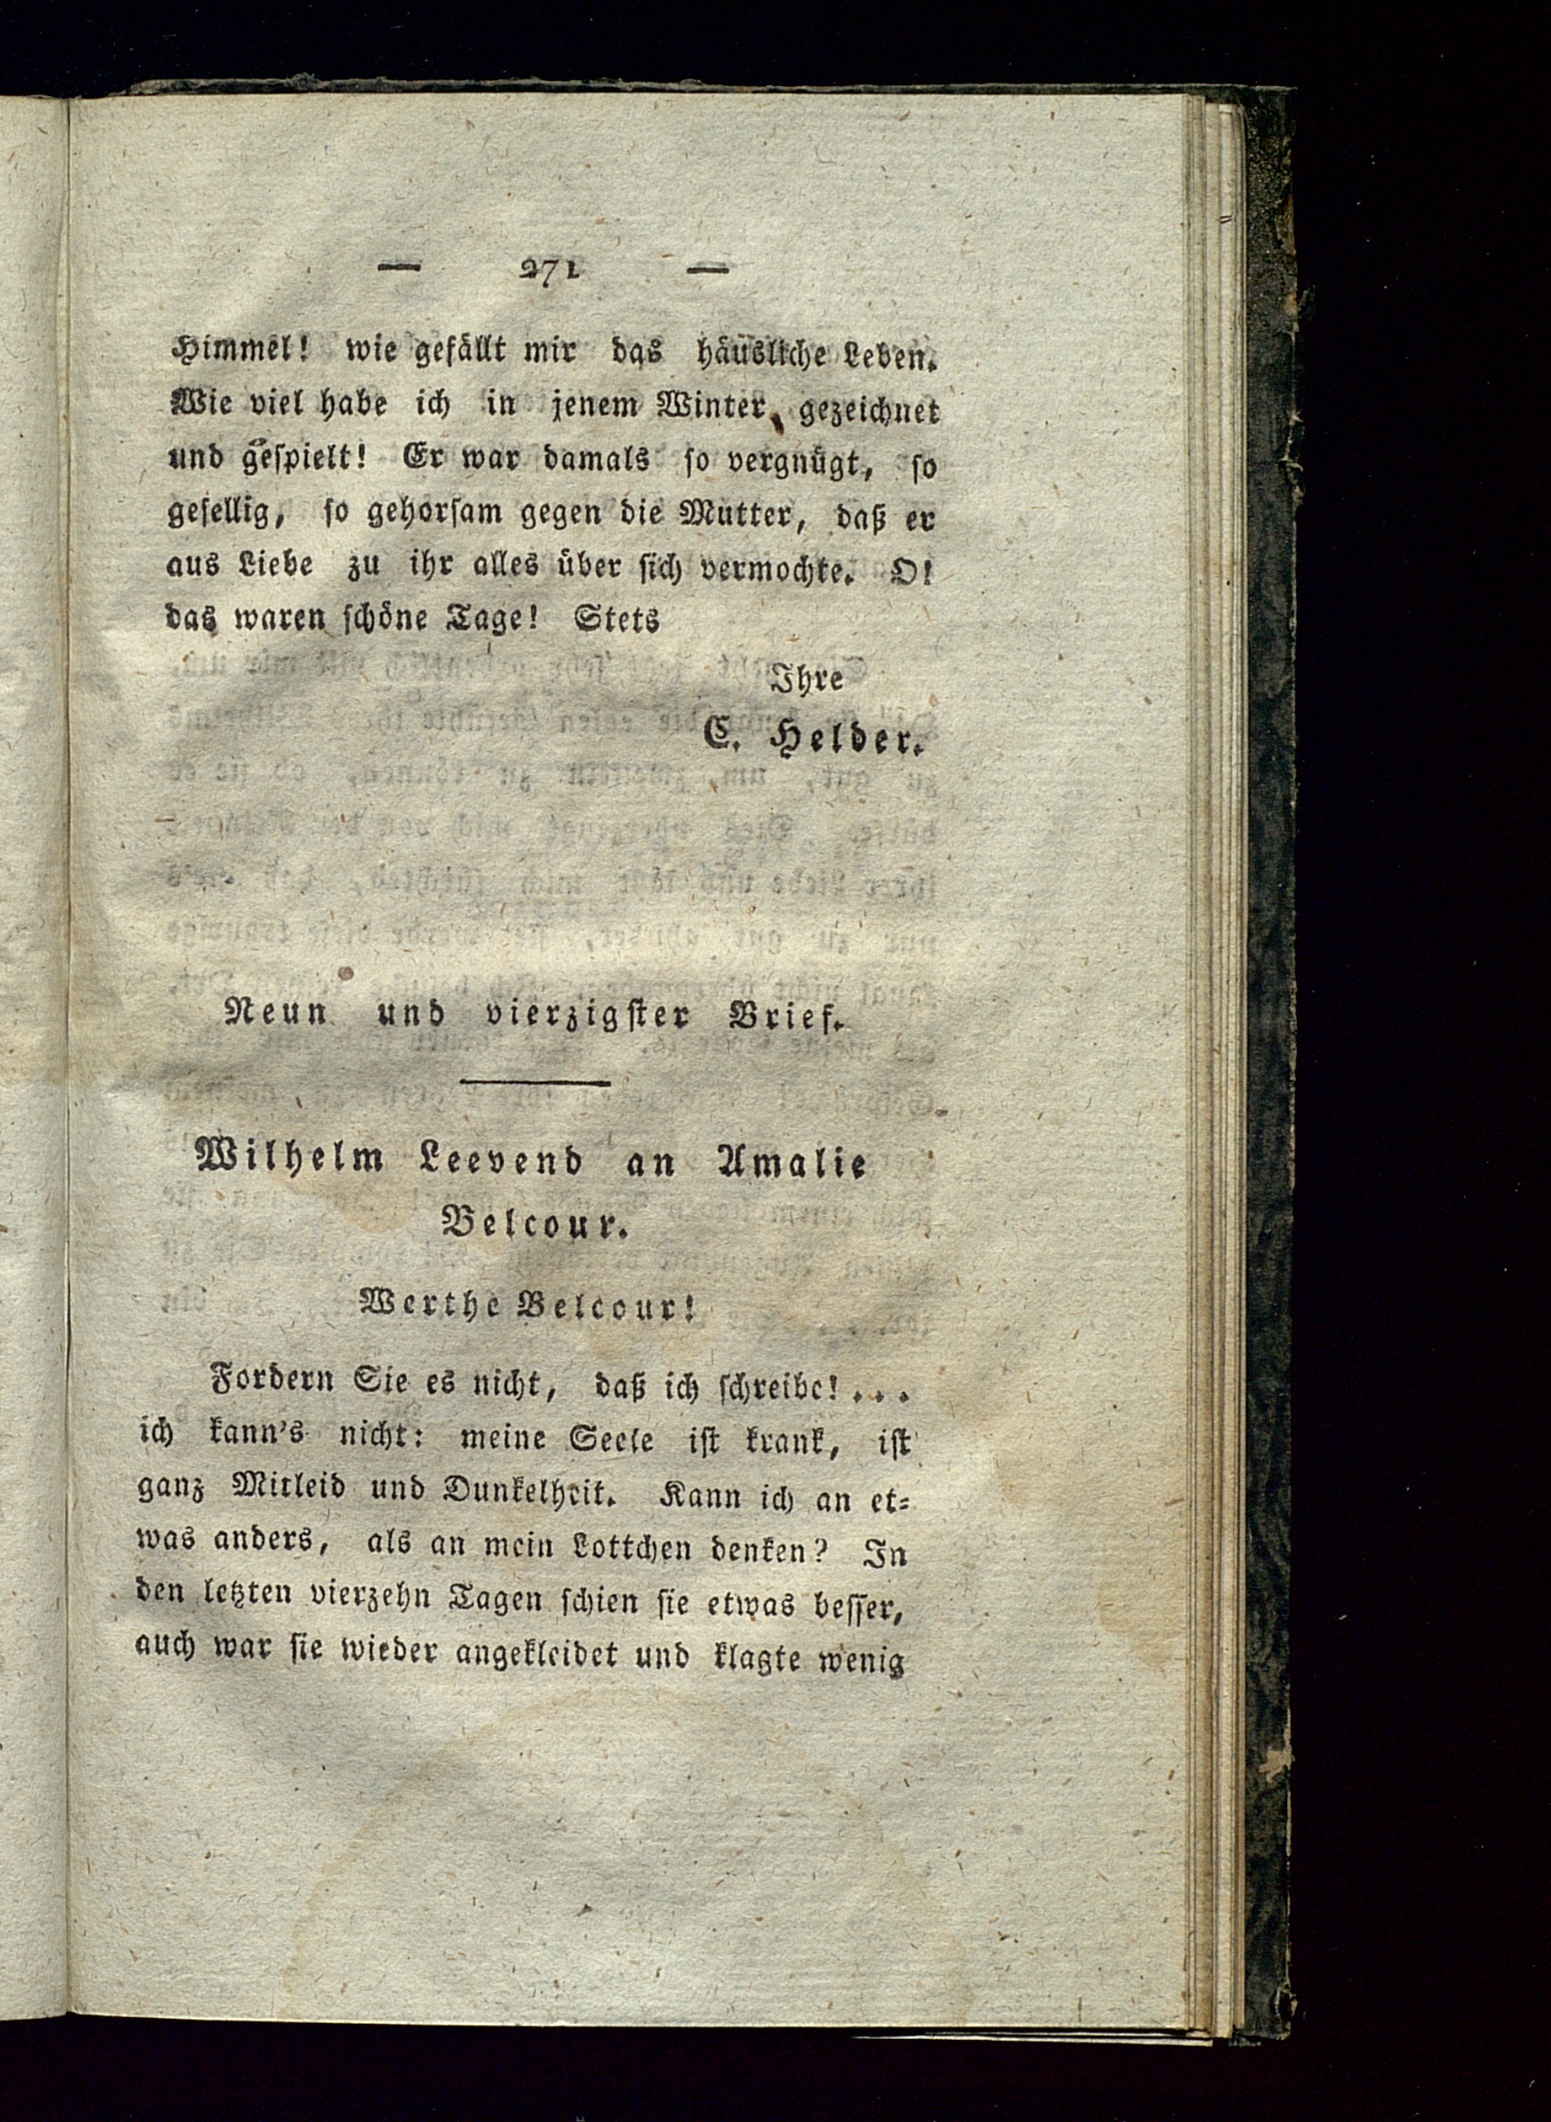 — 271 —
Himmel! wie gefällt mir das häusliche Leben.
Wie viel habe ich in jenem Winter gezeichnet
und gespielt! Er war damals so vergnügt, so
gesellig, so gehorsam gegen die Mutter, daß er
aus Liebe zu ihr alles über sich vermochte. O!
das waren schöne Tage! Stets
Ihre
C. Helder.
Neun und vierzigster Brief.
Wilhelm Leevend an Amalie
Belcour.
Werthe Belcour!
Fordern Sie es nicht, daß ich schreibe! . . .
ich kann's nicht: meine Seele ist krank, ist
ganz Mitleid und Dunkelheit. Kann ich an et=
was anders, als an mein Lottchen denken? In
den letzten vierzehn Tagen schien sie etwas besser,
auch war sie wieder angekleidet und klagte wenig